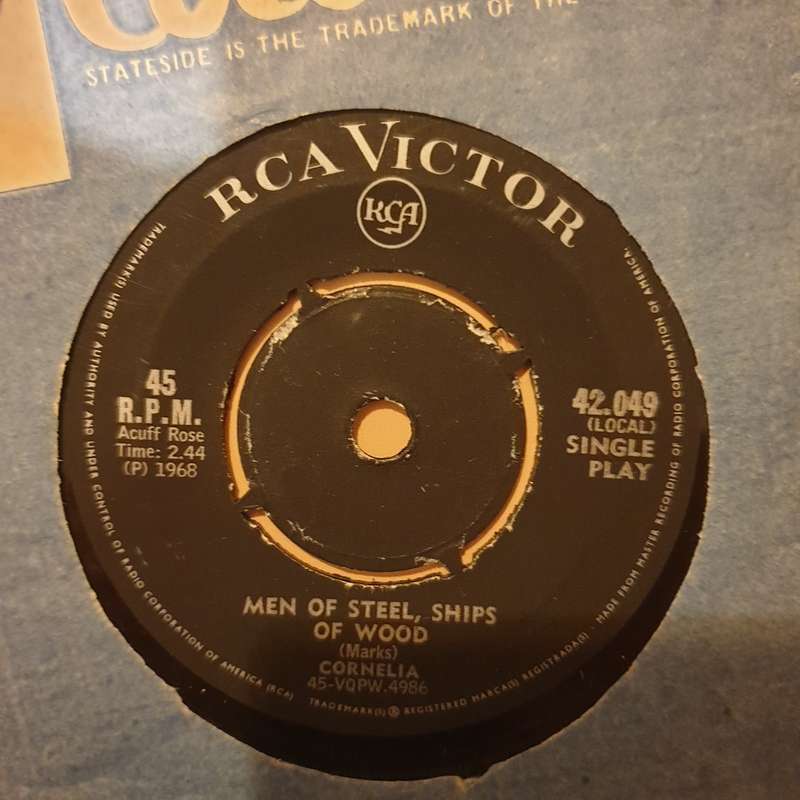 STATESIDE IS THE TRADEMARK OF THE
RCA VICTOR
RCA
45
R.P.M.
Acuff Rose
Time: 2.44
(P) 1968
42.049
(LOCAL)
SINGLE
PLAY
MEN OF STEEL, SHIPS
OF WOOD
(Marks)
CORNELIA
45-VQPW.4986
TRADEMARK(S) USED BY AUTHORITY AND UNDER CONTROL OF RADIO CORPORATION OF AMERICA (RCA)
TRADEMARK(S) ® REGISTERED MARCA(S) REGISTRADA(S)
MADE FROM MASTER RECORDING OF RADIO CORPORATION OF AMERICA.